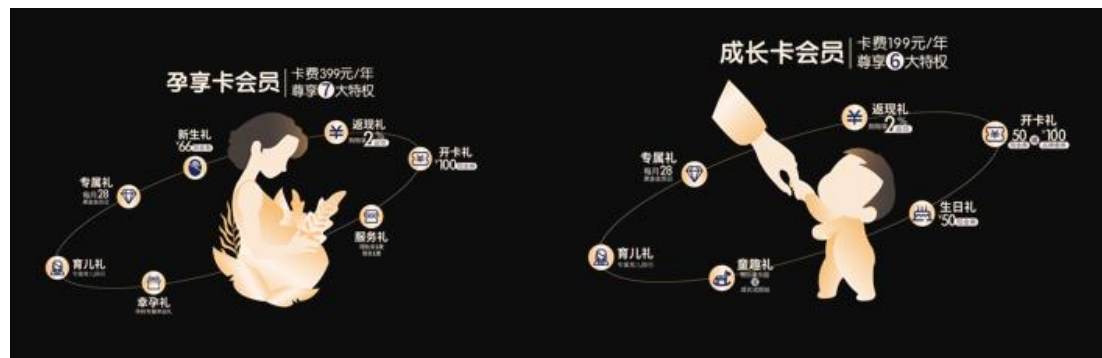 孕享卡会员
卡费399元/年
尊享7大特权
新生礼
¥66
返现礼
2%
开卡礼
¥100
专属礼
每月28
服务礼
育儿礼
幸孕礼
成长卡会员
卡费199元/年
尊享6大特权
返现礼
2%
开卡礼
50 ¥100
专属礼
每月28
生日礼
¥50
育儿礼
童趣礼